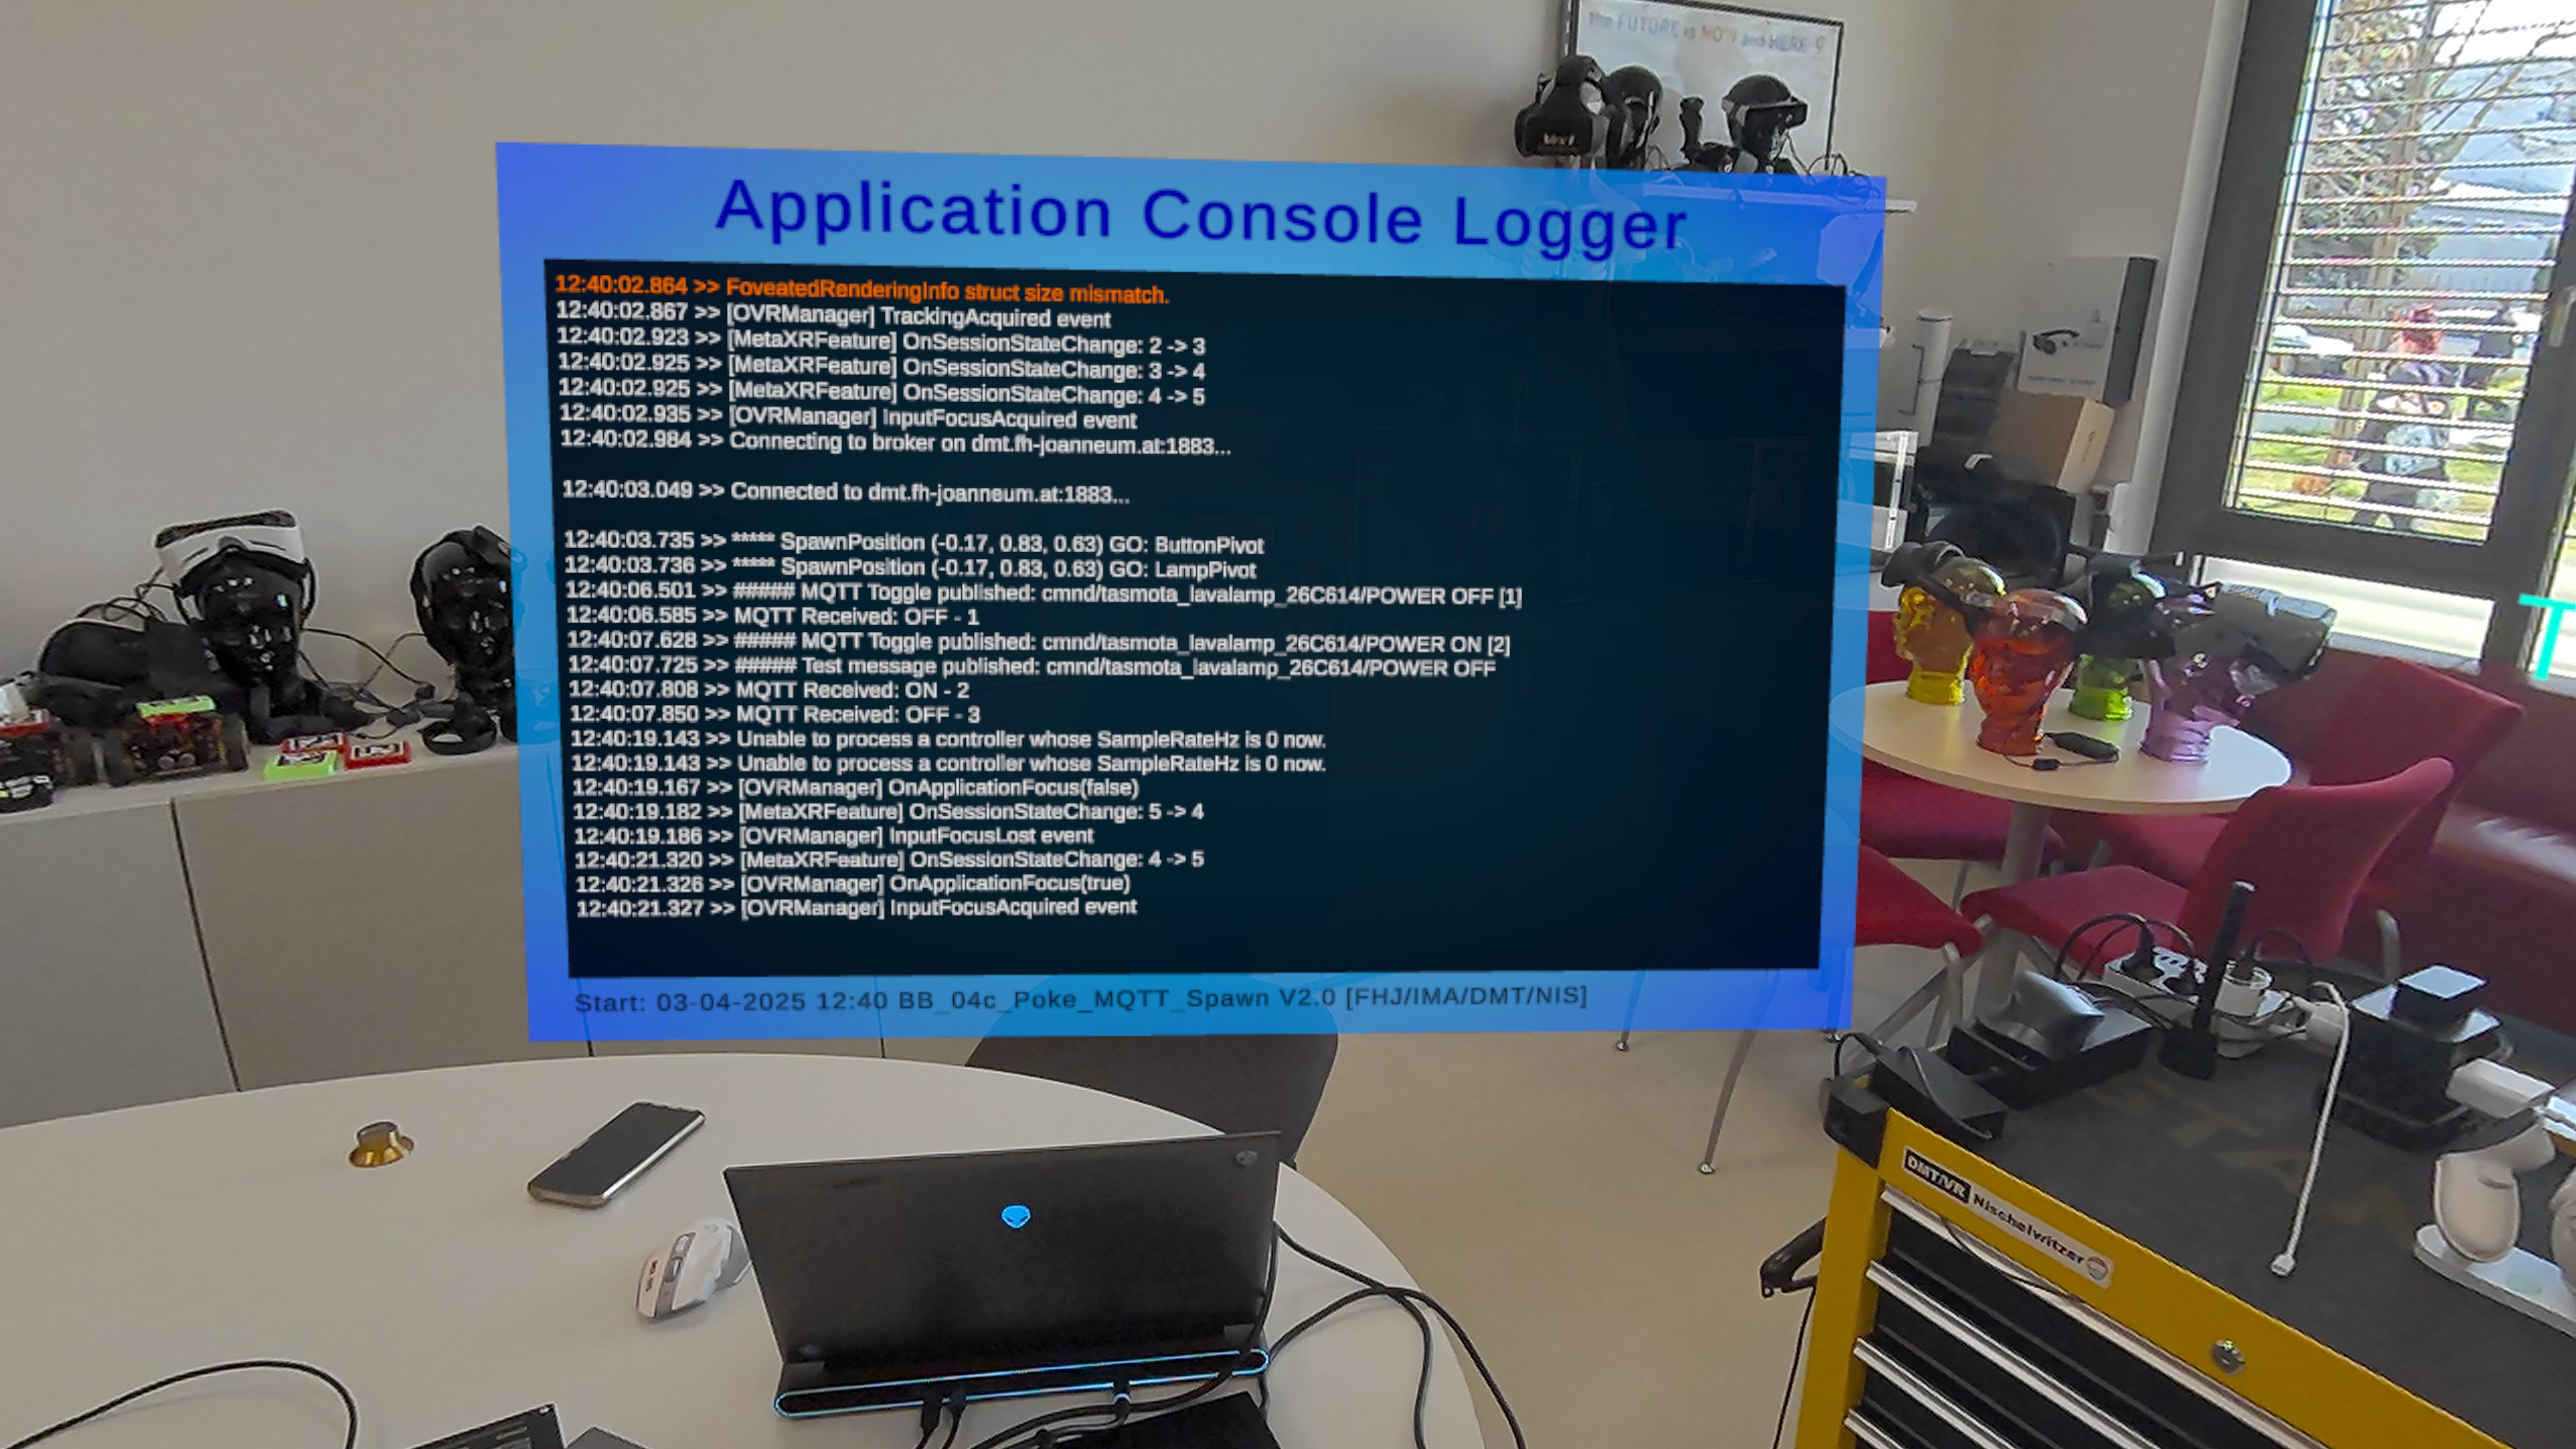 the FUTURE is NOW and HERE
Application Console Logger
12:40:02.864 >> FoveatedRenderingInfo struct size mismatch.
12:40:02.867 >> [OVRManager] TrackingAcquired event
12:40:02.923 >> [MetaXRFeature] OnSessionStateChange: 2 -> 3
12:40:02.925 >> [MetaXRFeature] OnSessionStateChange: 3 -> 4
12:40:02.925 >> [MetaXRFeature] OnSessionStateChange: 4 -> 5
12:40:02.935 >> [OVRManager] InputFocusAcquired event
12:40:02.984 >> Connecting to broker on dmt.fh-joanneum.at:1883...
12:40:03.049 >> Connected to dmt.fh-joanneum.at:1883...
12:40:03.735 >> ***** SpawnPosition (-0.17, 0.83, 0.63) GO: ButtonPivot
12:40:03.736 >> ***** SpawnPosition (-0.17, 0.83, 0.63) GO: LampPivot
12:40:06.501 >> ##### MQTT Toggle published: cmnd/tasmota_lavalamp_26C614/POWER OFF [1]
12:40:06.585 >> MQTT Received: OFF - 1
12:40:07.628 >> ##### MQTT Toggle published: cmnd/tasmota_lavalamp_26C614/POWER ON [2]
12:40:07.725 >> ##### Test message published: cmnd/tasmota_lavalamp_26C614/POWER OFF
12:40:07.808 >> MQTT Received: ON - 2
12:40:07.850 >> MQTT Received: OFF - 3
12:40:19.143 >> Unable to process a controller whose SampleRateHz is 0 now.
12:40:19.143 >> Unable to process a controller whose SampleRateHz is 0 now.
12:40:19.167 >> [OVRManager] OnApplicationFocus(false)
12:40:19.182 >> [MetaXRFeature] OnSessionStateChange: 5 -> 4
12:40:19.186 >> [OVRManager] InputFocusLost event
12:40:21.320 >> [MetaXRFeature] OnSessionStateChange: 4 -> 5
12:40:21.326 >> [OVRManager] OnApplicationFocus(true)
12:40:21.327 >> [OVRManager] InputFocusAcquired event
Start: 03-04-2025 12:40 BB_04c_Poke_MQTT_Spawn V2.0 [FHJ/IMA/DMT/NIS]
T
DMT/VR Nischelwitzer